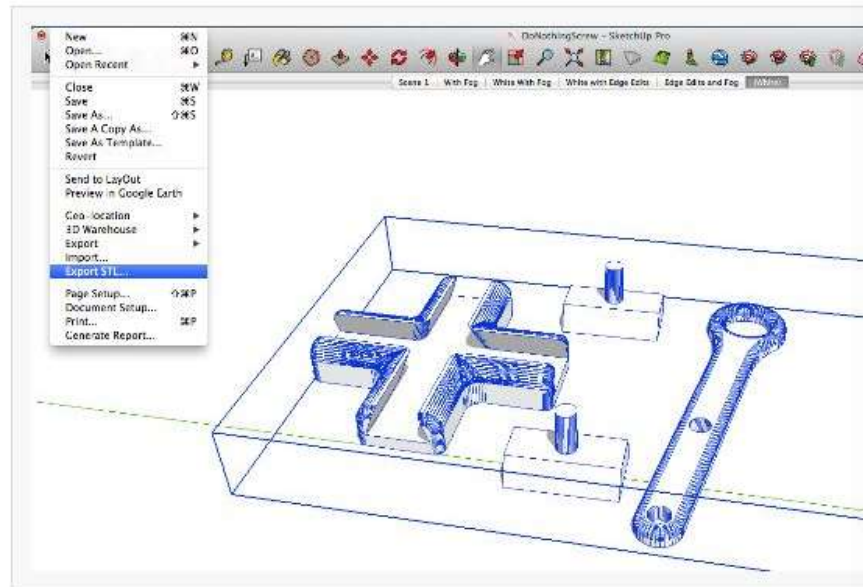 DoNothingScrew - SketchUp Pro
Scene 1 With Fog White With Fog White with Edge Edits Edge Edits and Fog
New ⌘N
Open... ⌘O
Open Recent ▶
Close ⌘W
Save ⌘S
Save As... ⇧⌘S
Save A Copy As...
Save As Template...
Revert
Send to LayOut
Preview in Google Earth
Geo-location ▶
3D Warehouse ▶
Export ▶
Import...
Export STL...
Page Setup... ⇧⌘P
Document Setup...
Print... ⌘P
Generate Report...